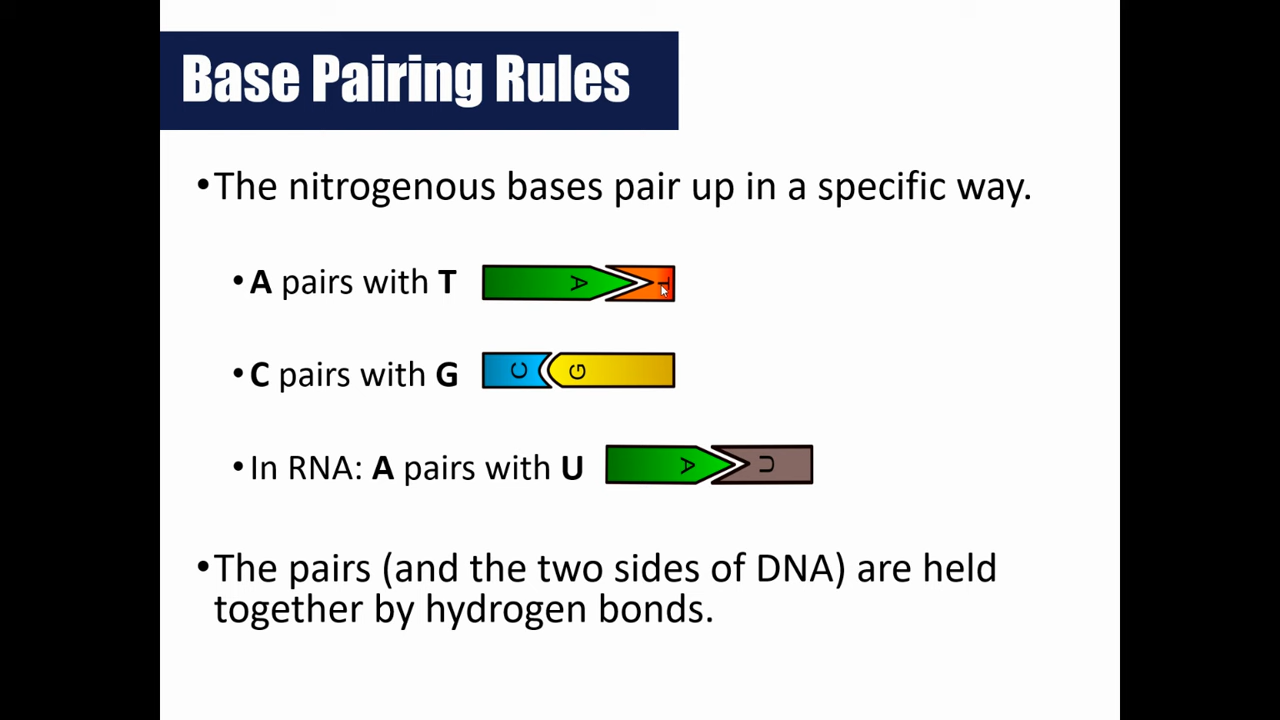 Base Pairing Rules
•The nitrogenous bases pair up in a specific way.
•A pairs with T A T
•C pairs with G C G
•In RNA: A pairs with U A U
•The pairs (and the two sides of DNA) are held
together by hydrogen bonds.